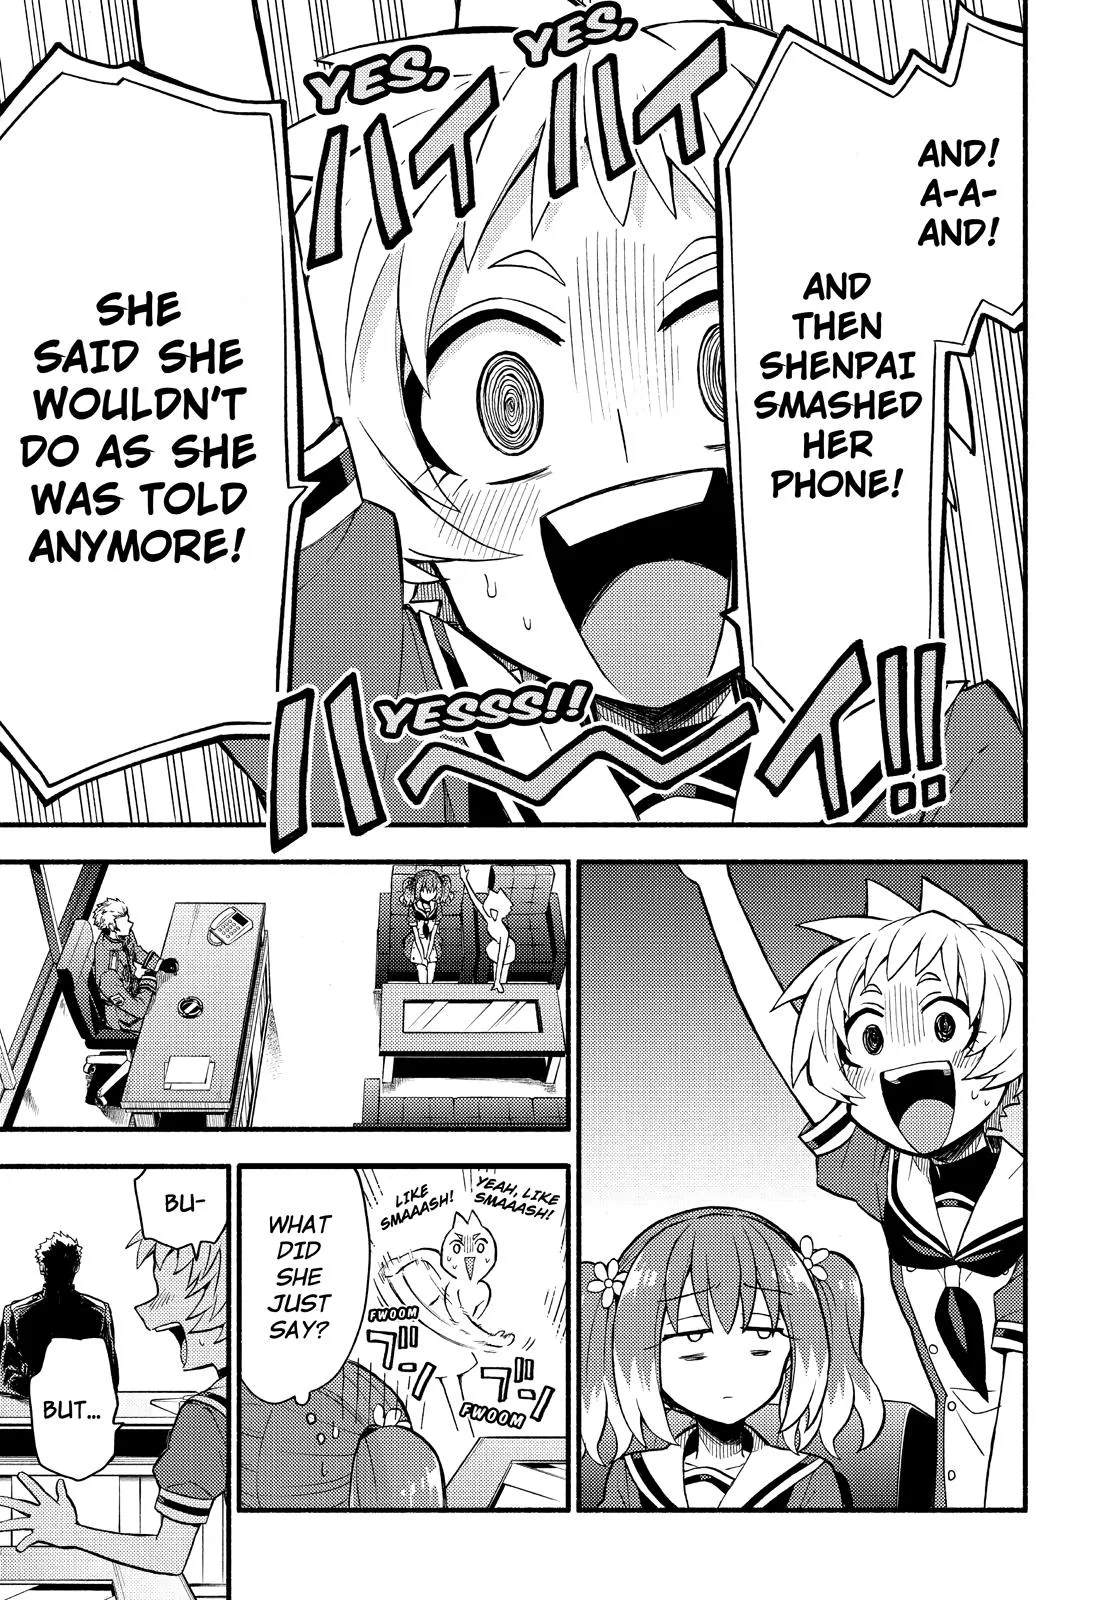 YES,
YES,
ハイ
ハイ
AND!
A-A-
AND!
AND
THEN
SHENPAI
SMASHED
HER
PHONE!
SHE
SAID SHE
WOULDN'T
DO AS SHE
WAS TOLD
ANYMORE!
YESSS!!
ハ〜〜イ!!
LIKE
SMAAASH!
YEAH, LIKE
SMAAASH!
FWOOM
ブン
ブン
FWOOM
WHAT
DID
SHE
JUST
SAY?
BU-
BUT...